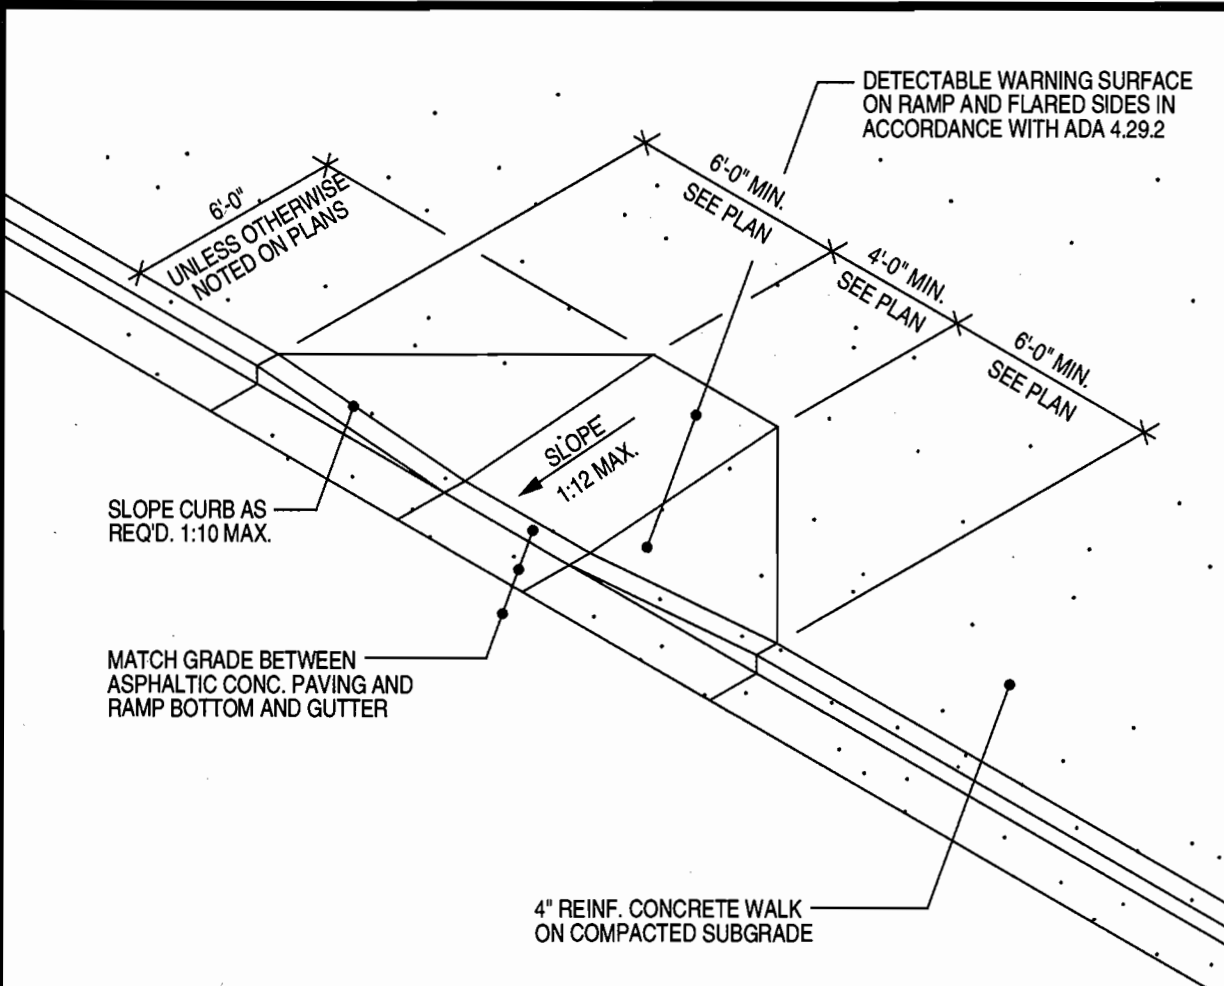 DETECTABLE WARNING SURFACE
ON RAMP AND FLARED SIDES IN
ACCORDANCE WITH ADA 4.29.2
6'-0"
UNLESS OTHERWISE
NOTED ON PLANS
6'-0" MIN.
SEE PLAN
4'-0" MIN.
SEE PLAN
6'-0" MIN.
SEE PLAN
SLOPE
1:12 MAX.
SLOPE CURB AS
REQ'D. 1:10 MAX.
MATCH GRADE BETWEEN
ASPHALTIC CONC. PAVING AND
RAMP BOTTOM AND GUTTER
4" REINF. CONCRETE WALK
ON COMPACTED SUBGRADE